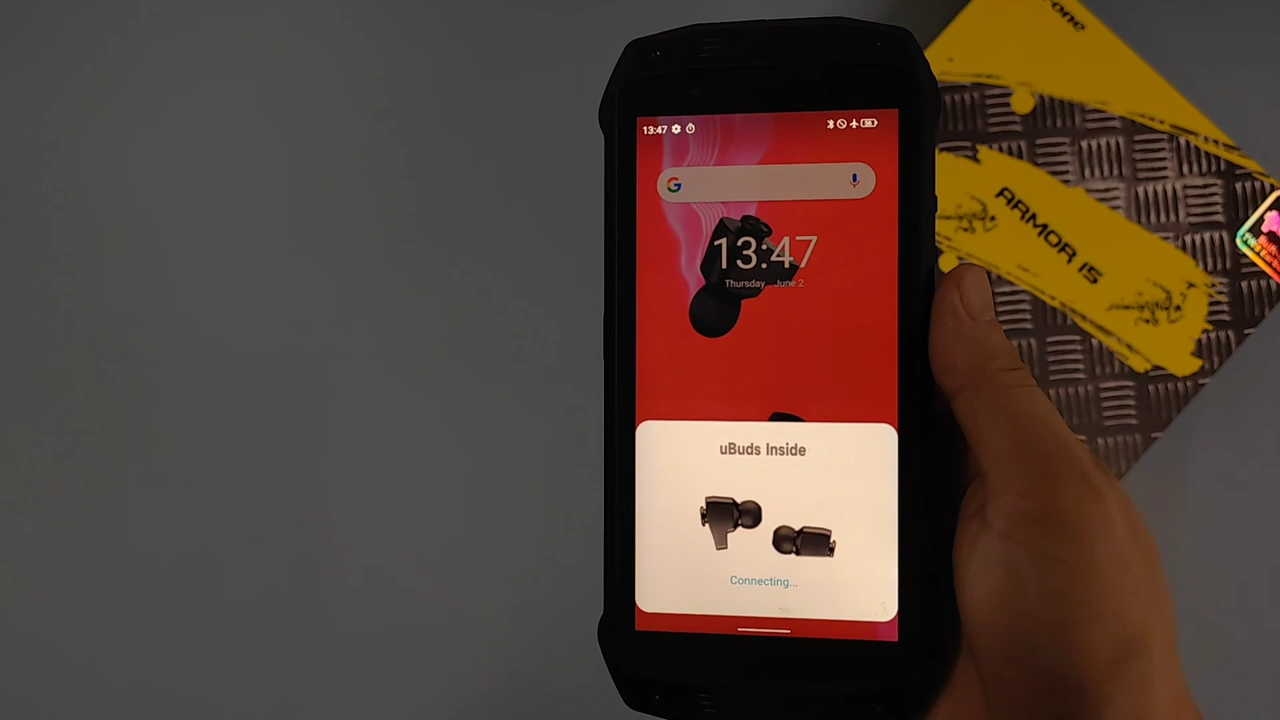 13:47
G
13:47
Thursday June 2
uBuds Inside
Connecting...
ARMOR 15